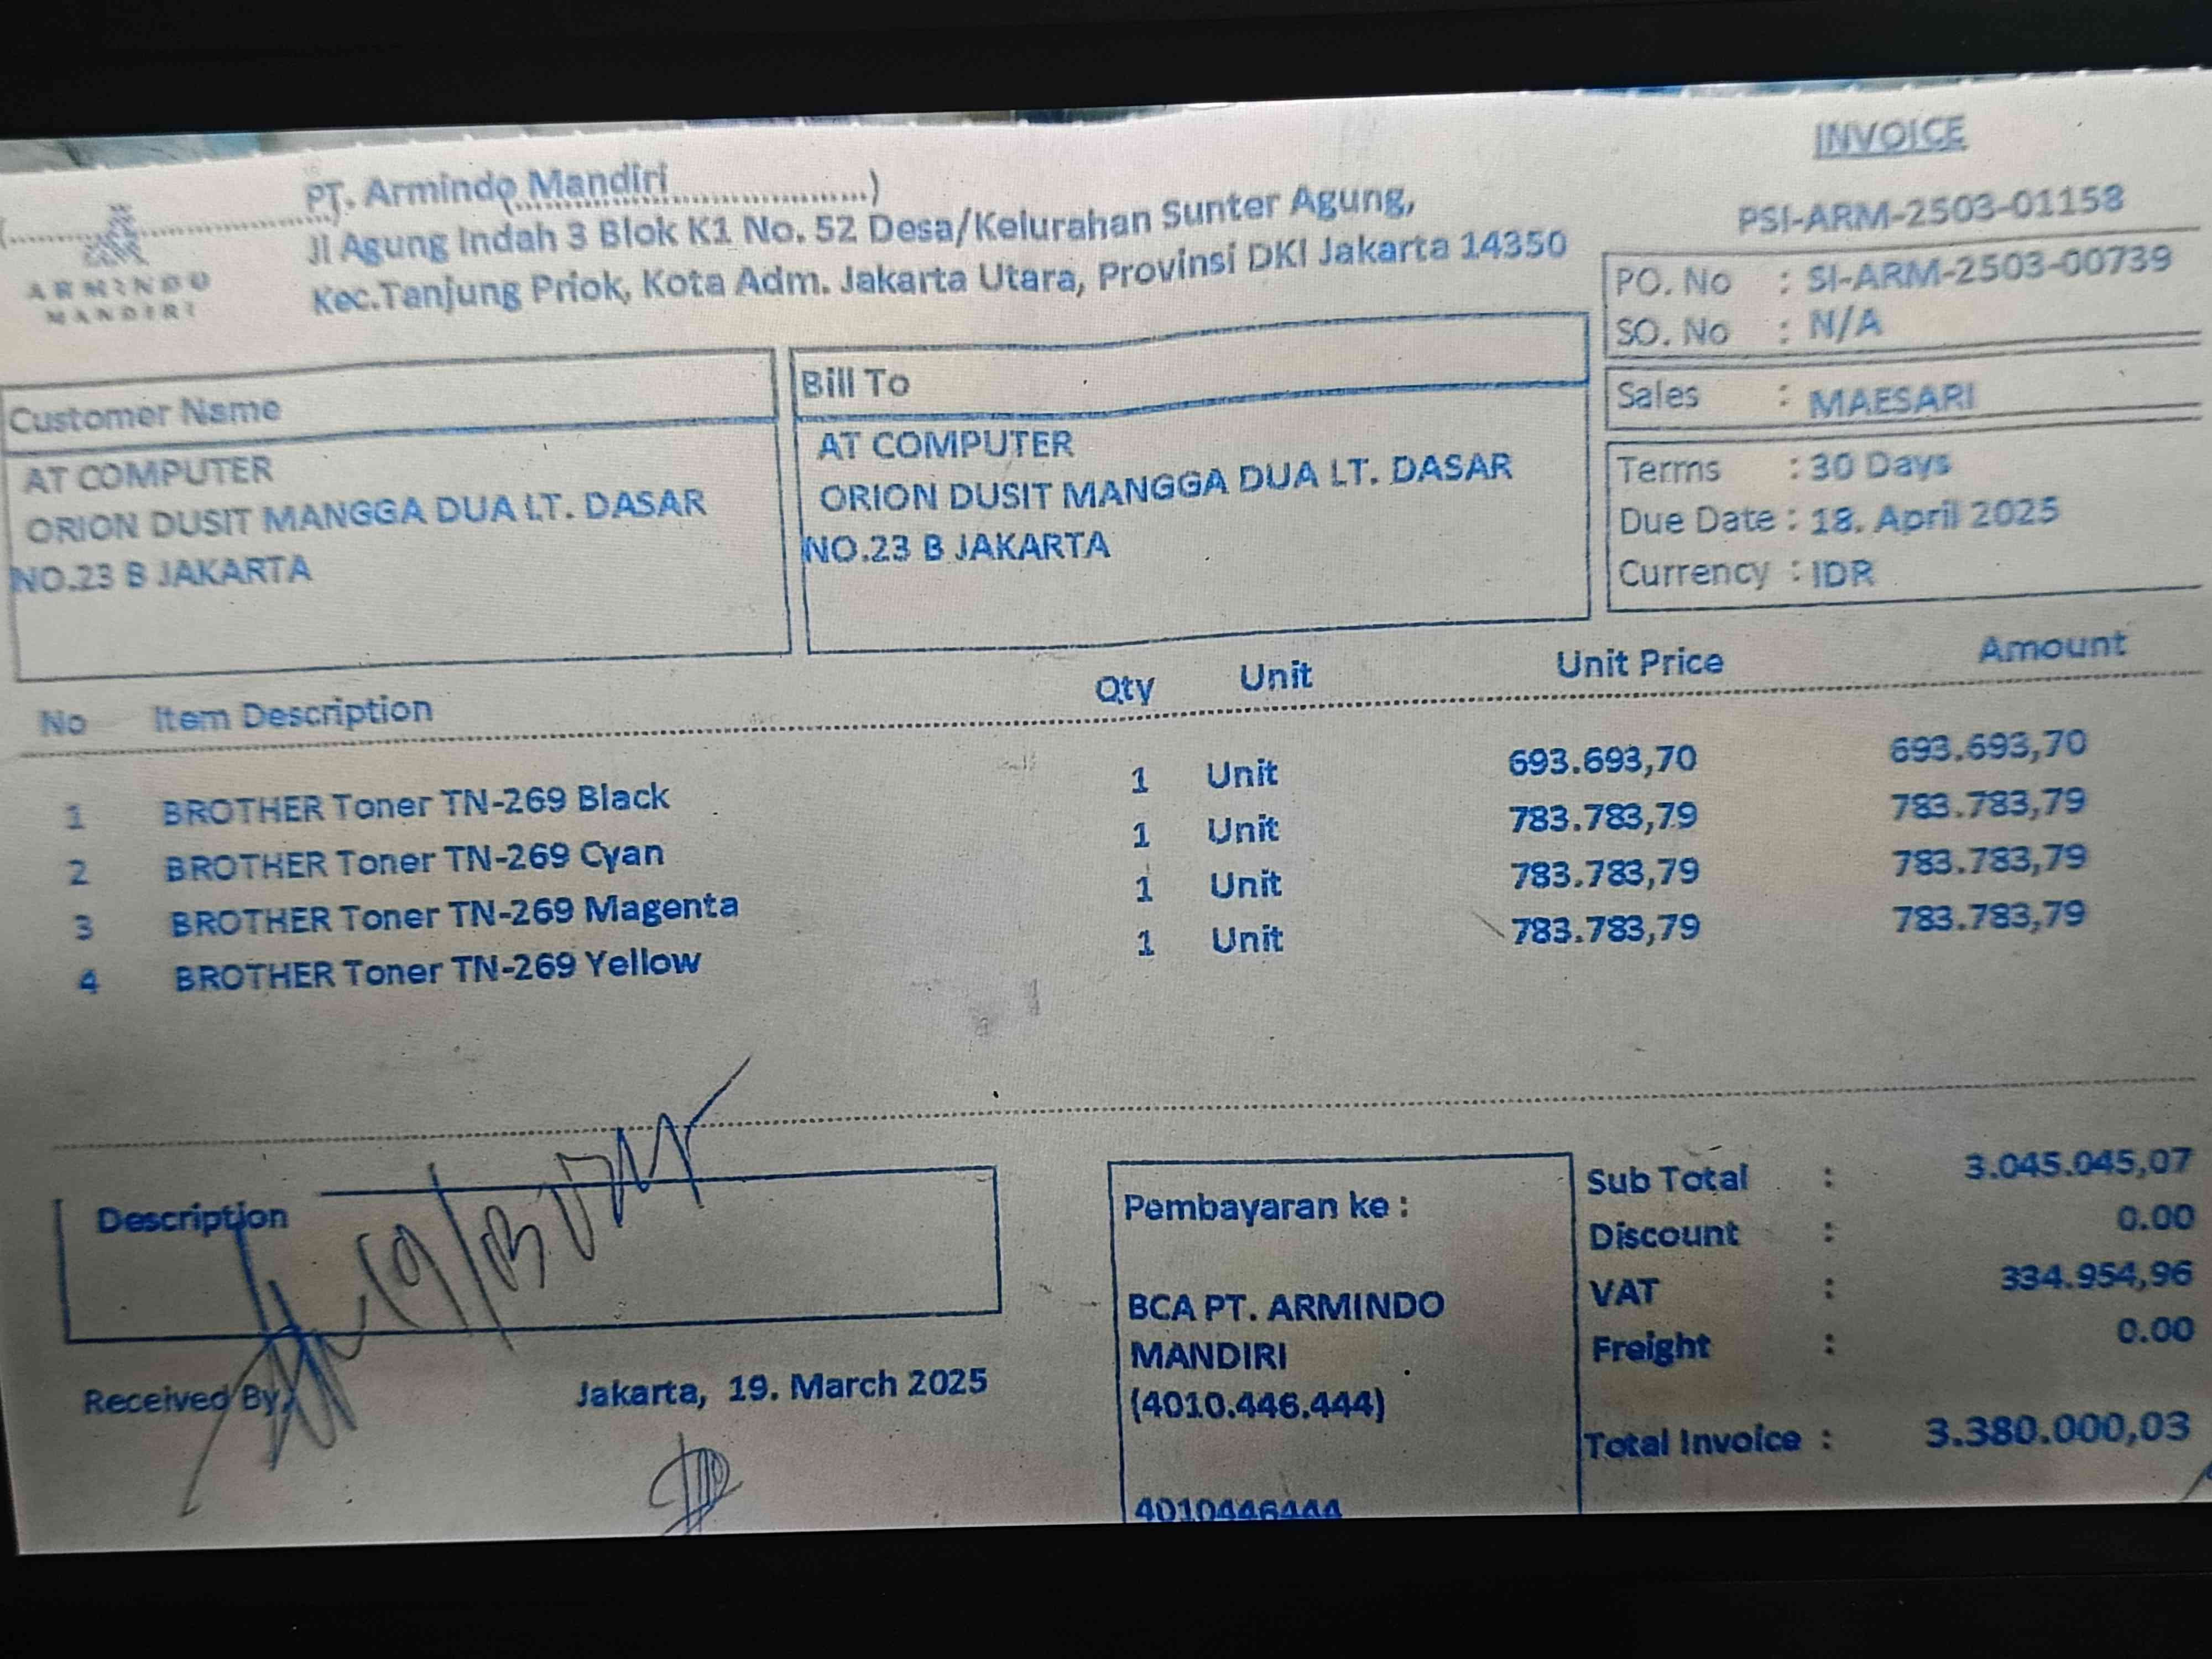 INVOICE
PT. Armindo Mandiri
Jl Agung Indah 3 Blok K1 No. 52 Desa/Kelurahan Sunter Agung,
Kec.Tanjung Priok, Kota Adm. Jakarta Utara, Provinsi DKI Jakarta 14350
ARMINDO
MANDIRI
PSI-ARM-2503-01158
PO. No : SI-ARM-2503-00739
SO. No : N/A
Sales : MAESARI
Terms : 30 Days
Due Date : 18. April 2025
Currency : IDR
Customer Name
AT COMPUTER
ORION DUSIT MANGGA DUA LT. DASAR
NO.23 B JAKARTA
Bill To
AT COMPUTER
ORION DUSIT MANGGA DUA LT. DASAR
NO.23 B JAKARTA
No Item Description Qty Unit Unit Price Amount
1 BROTHER Toner TN-269 Black 1 Unit 693.693,70 693.693,70
2 BROTHER Toner TN-269 Cyan 1 Unit 783.783,79 783.783,79
3 BROTHER Toner TN-269 Magenta 1 Unit 783.783,79 783.783,79
4 BROTHER Toner TN-269 Yellow 1 Unit 783.783,79 783.783,79
Description
Received By,
Jakarta, 19. March 2025
Pembayaran ke :
BCA PT. ARMINDO
MANDIRI
(4010.446.444)
4010446444
Sub Total : 3.045.045,07
Discount : 0.00
VAT : 334.954,96
Freight : 0.00
Total Invoice : 3.380.000,03